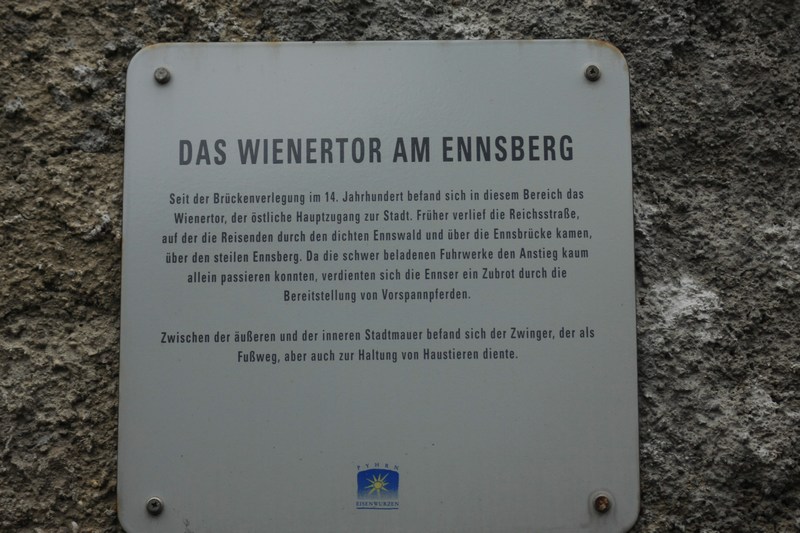 DAS WIENERTOR AM ENNSBERG
Seit der Brückenverlegung im 14. Jahrhundert befand sich in diesem Bereich das
Wienertor, der östliche Hauptzugang zur Stadt. Früher verlief die Reichsstraße,
auf der die Reisenden durch den dichten Ennswald und über die Ennsbrücke kamen,
über den steilen Ennsberg. Da die schwer beladenen Fuhrwerke den Anstieg kaum
allein passieren konnten, verdienten sich die Ennser ein Zubrot durch die
Bereitstellung von Vorspannpferden.
Zwischen der äußeren und der inneren Stadtmauer befand sich der Zwinger, der als
Fußweg, aber auch zur Haltung von Haustieren diente.
PYHRN
EISENWURZEN